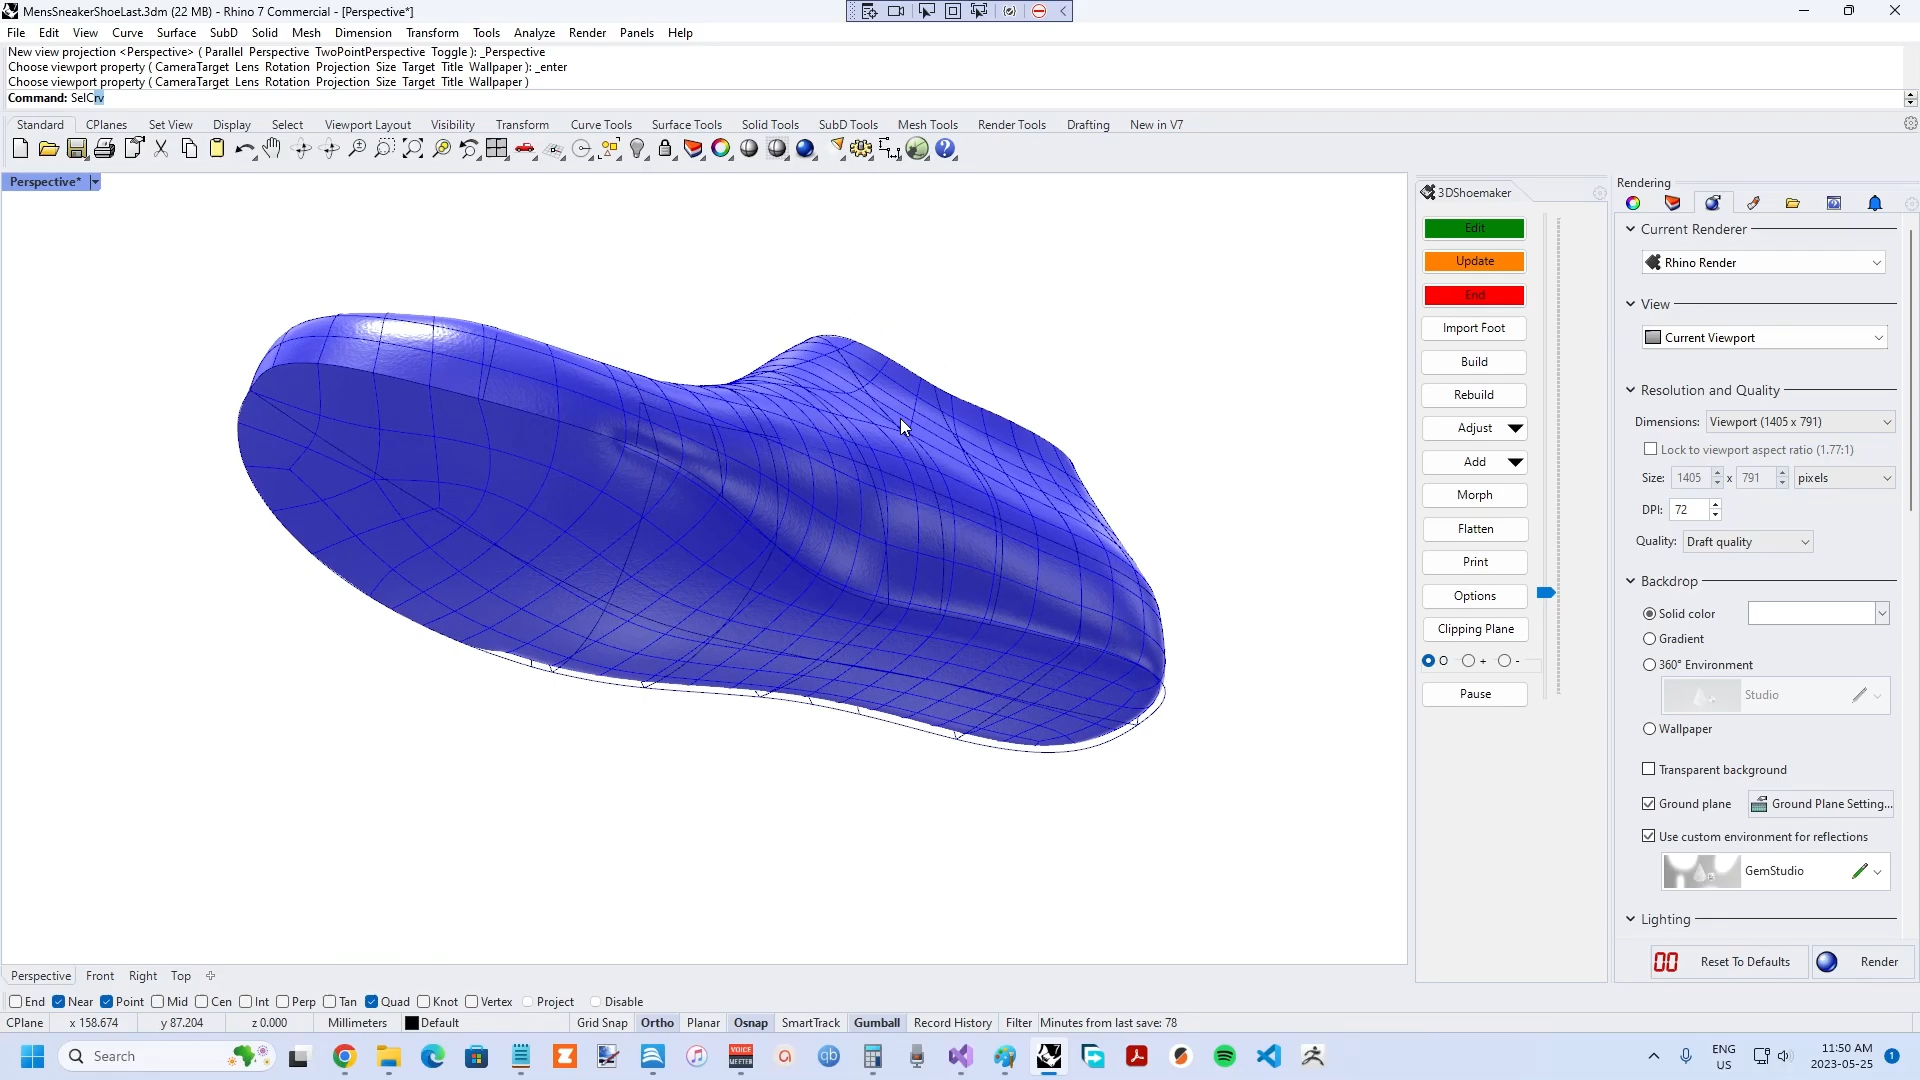 MensSneakerShoeLast.3dm (22 MB) - Rhino 7 Commercial - [Perspective*]
File Edit View Curve Surface SubD Solid Mesh Dimension Transform Tools Analyze Render Panels Help
New view projection <Perspective> ( Parallel Perspective TwoPointPerspective Toggle ): _Perspective
Choose viewport property ( CameraTarget Lens Rotation Projection Size Target Title Wallpaper ): _enter
Choose viewport property ( CameraTarget Lens Rotation Projection Size Target Title Wallpaper )
Command: SelCrv
Standard CPlanes Set View Display Select Viewport Layout Visibility Transform Curve Tools Surface Tools Solid Tools SubD Tools Mesh Tools Render Tools Drafting New in V7
Perspective*
3DShoemaker
Edit
Update
End
Import Foot
Build
Rebuild
Adjust
Add
Morph
Flatten
Print
Options
Clipping Plane
O + -
Pause
Rendering
Current Renderer
Rhino Render
View
Current Viewport
Resolution and Quality
Dimensions: Viewport (1405 x 791)
Lock to viewport aspect ratio (1.77:1)
Size: 1405 x 791 pixels
DPI: 72
Quality: Draft quality
Backdrop
Solid color
Gradient
360° Environment
Studio
Wallpaper
Transparent background
Ground plane Ground Plane Setting...
Use custom environment for reflections
GemStudio
Lighting
Reset To Defaults Render
Perspective Front Right Top
End Near Point Mid Cen Int Perp Tan Quad Knot Vertex Project Disable
CPlane x 158.674 y 87.204 z 0.000 Millimeters Default Grid Snap Ortho Planar Osnap SmartTrack Gumball Record History Filter Minutes from last save: 78
Search
VOICE
MEETER
qb
ENG
US
11:50 AM
2023-05-25
1